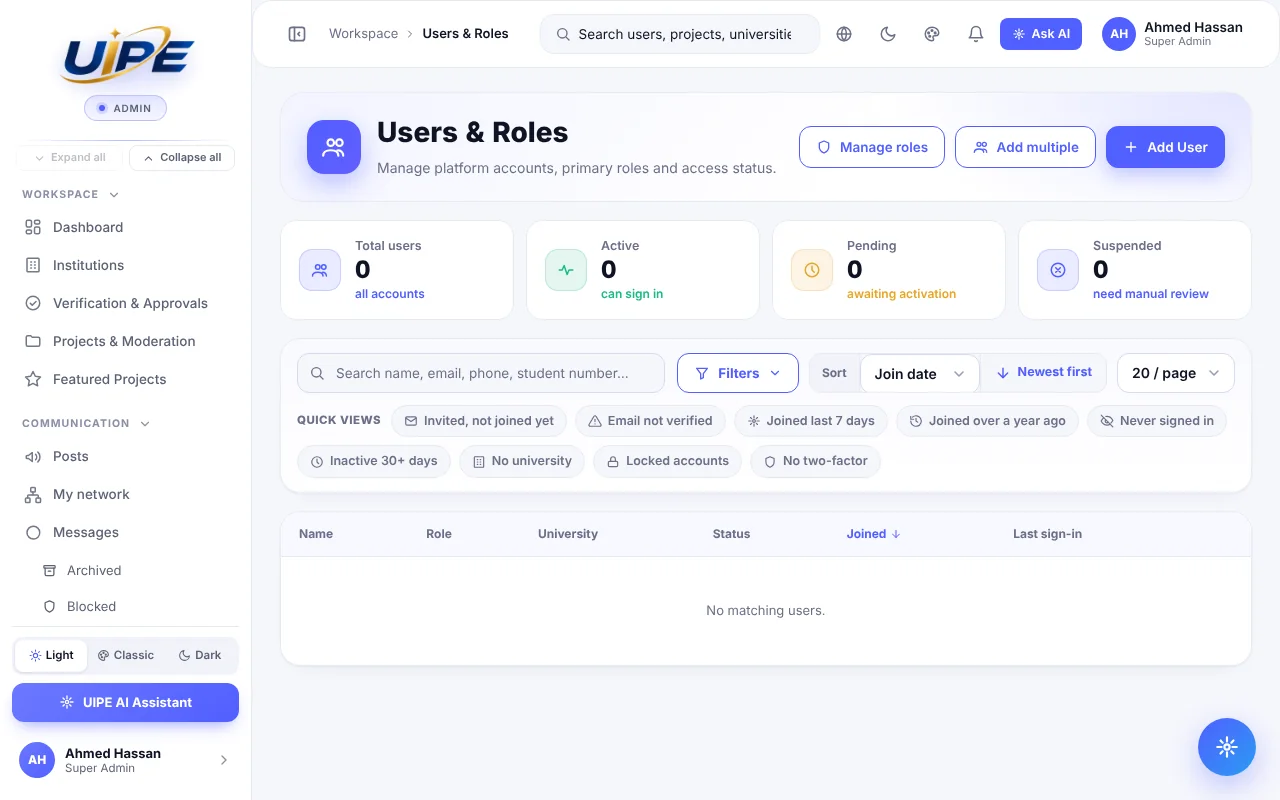 UIPE
ADMIN
Expand all
Collapse all
WORKSPACE
Dashboard
Institutions
Verification & Approvals
Projects & Moderation
Featured Projects
COMMUNICATION
Posts
My network
Messages
Archived
Blocked
Light
Classic
Dark
UIPE AI Assistant
AH
Ahmed Hassan
Super Admin
Workspace
Users & Roles
Search users, projects, universitie
Ask AI
AH
Ahmed Hassan
Super Admin
Users & Roles
Manage platform accounts, primary roles and access status.
Manage roles
Add multiple
Add User
Total users
0
all accounts
Active
0
can sign in
Pending
0
awaiting activation
Suspended
0
need manual review
Search name, email, phone, student number...
Filters
Sort
Join date
Newest first
20 / page
QUICK VIEWS
Invited, not joined yet
Email not verified
Joined last 7 days
Joined over a year ago
Never signed in
Inactive 30+ days
No university
Locked accounts
No two-factor
Name
Role
University
Status
Joined
Last sign-in
No matching users.